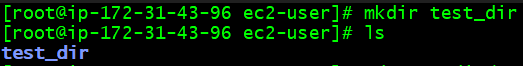 [root@ip-172-31-43-96 ec2-user]# mkdir test_dir
[root@ip-172-31-43-96 ec2-user]# ls
test_dir